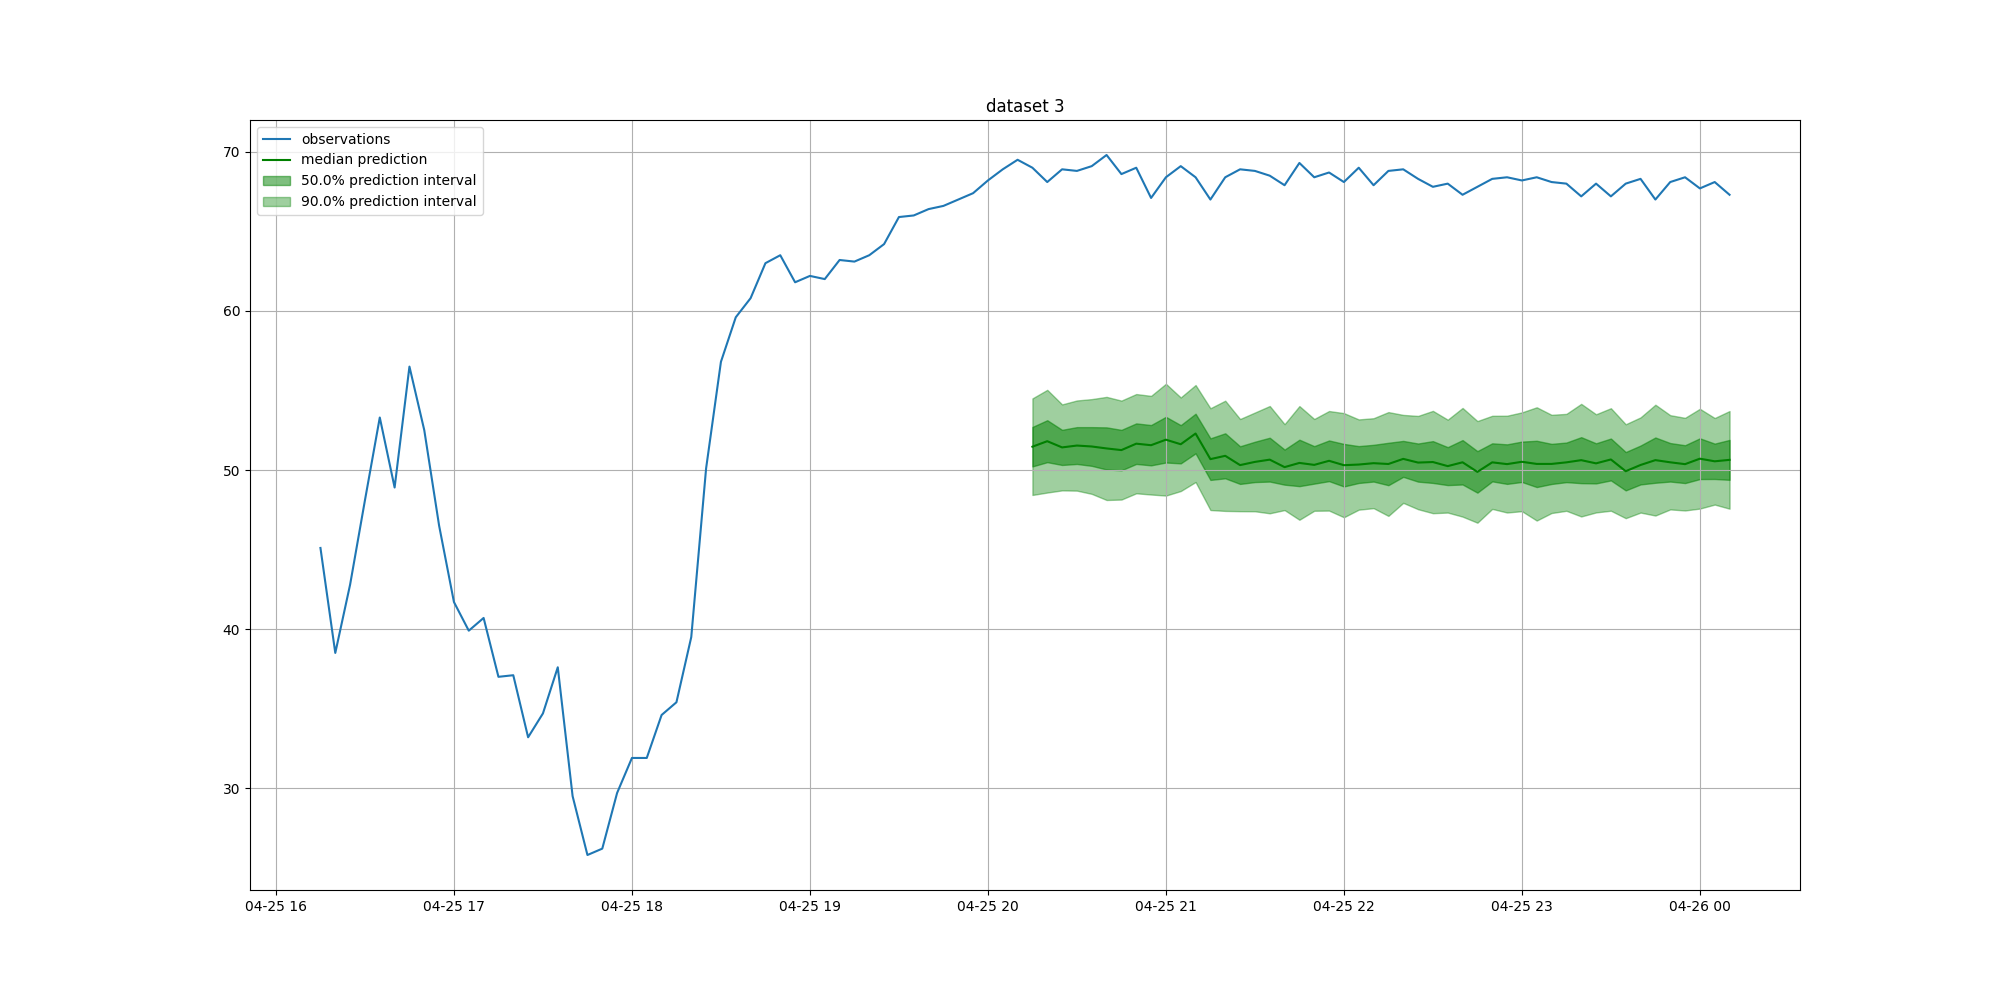 dataset 3
observations
median prediction
50.0% prediction interval
90.0% prediction interval
70
60
50
40
30
04-25 16
04-25 17
04-25 18
04-25 19
04-25 20
04-25 21
04-25 22
04-25 23
04-26 00